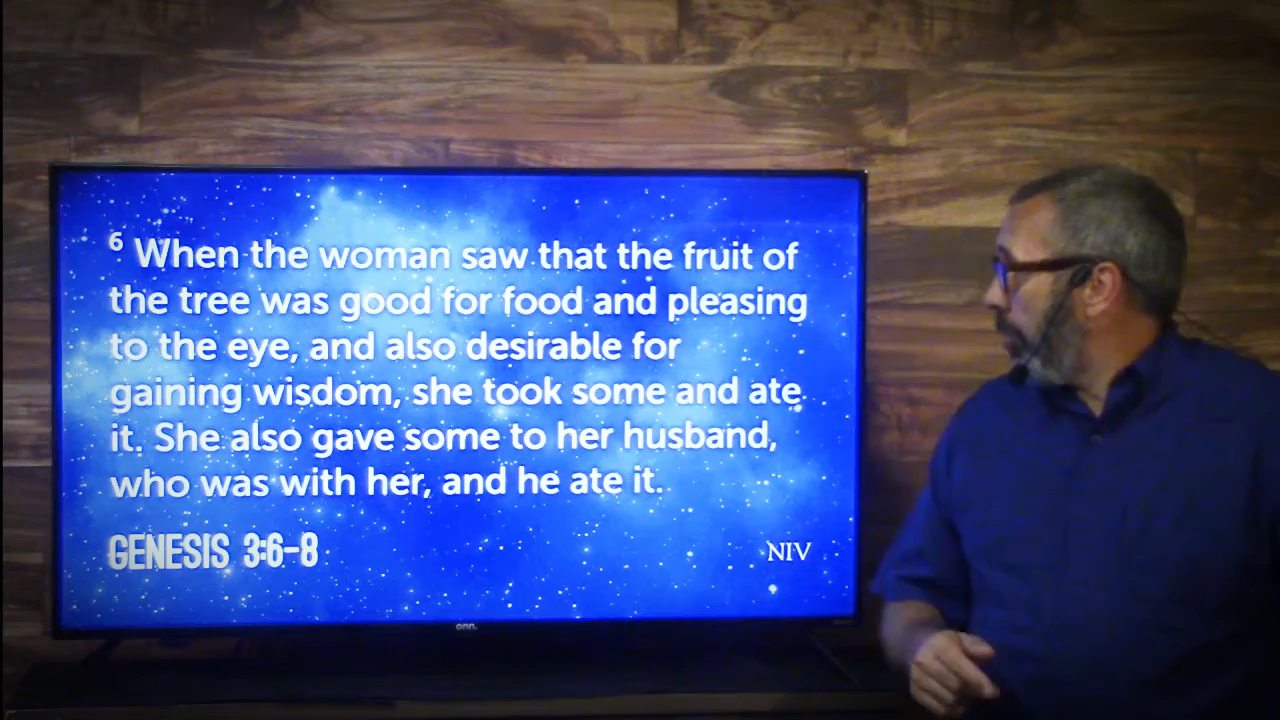 6 When the woman saw that the fruit of
the tree was good for food and pleasing
to the eye, and also desirable for
gaining wisdom, she took some and ate
it. She also gave some to her husband,
who was with her, and he ate it.
GENESIS 3:6-8
NIV
onn.